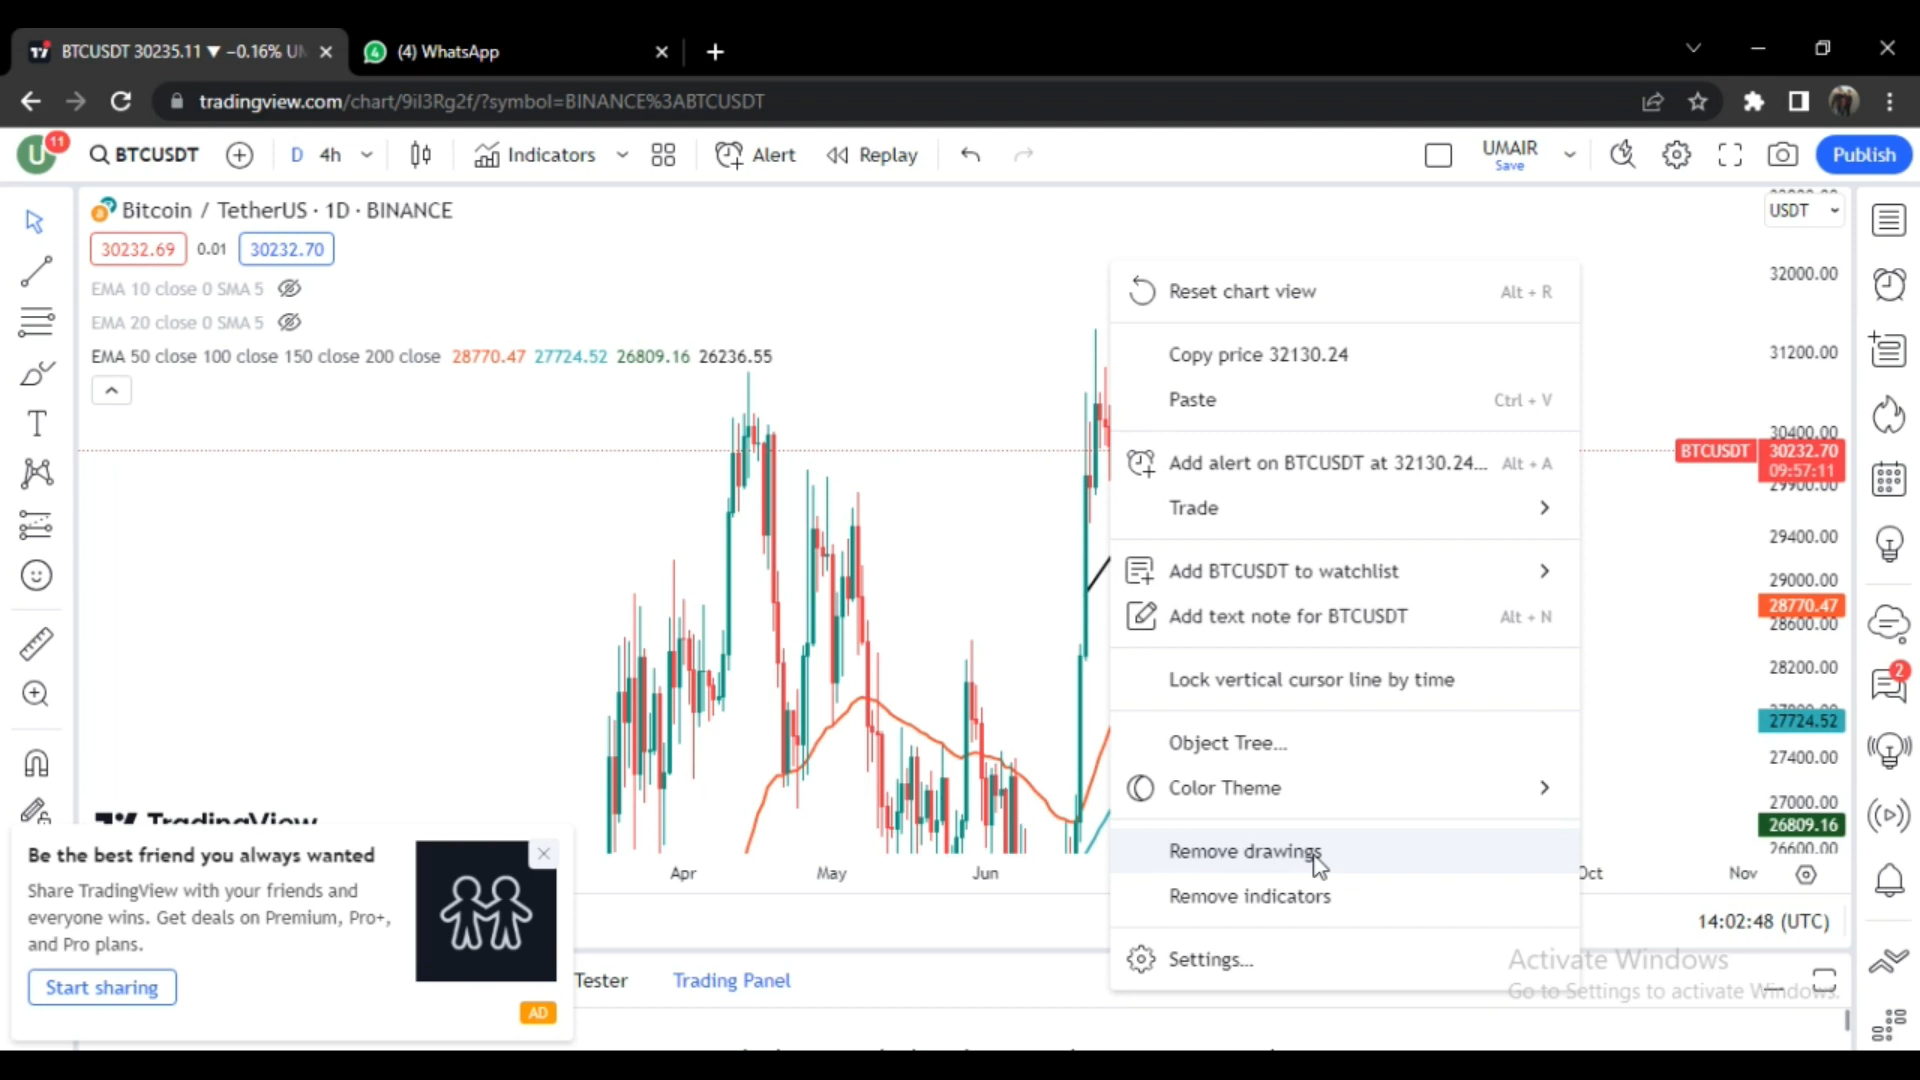 BTCUSDT 30235.11 ▼ −0.16% UN
(4) WhatsApp
tradingview.com/chart/9il3Rg2f/?symbol=BINANCE%3ABTCUSDT
U 11
BTCUSDT
D 4h
Indicators
Alert
Replay
UMAIR
Save
Publish
Bitcoin / TetherUS · 1D · BINANCE
30232.69 0.01 30232.70
EMA 10 close 0 SMA 5
EMA 20 close 0 SMA 5
EMA 50 close 100 close 150 close 200 close 28770.47 27724.52 26809.16 26236.55
USDT
32000.00
31200.00
30400.00
BTCUSDT 30232.70
09:57:11
29900.00
29400.00
29000.00
28770.47
28600.00
28200.00
27724.52
27400.00
27000.00
26809.16
26600.00
Reset chart view Alt + R
Copy price 32130.24
Paste Ctrl + V
Add alert on BTCUSDT at 32130.24... Alt + A
Trade
Add BTCUSDT to watchlist
Add text note for BTCUSDT Alt + N
Lock vertical cursor line by time
Object Tree...
Color Theme
Remove drawings
Remove indicators
Settings...
2
TradingView
Apr May Jun Oct Nov
14:02:48 (UTC)
Be the best friend you always wanted
Share TradingView with your friends and
everyone wins. Get deals on Premium, Pro+,
and Pro plans.
Start sharing
AD
Tester Trading Panel
Activate Windows
Go to Settings to activate Windows.